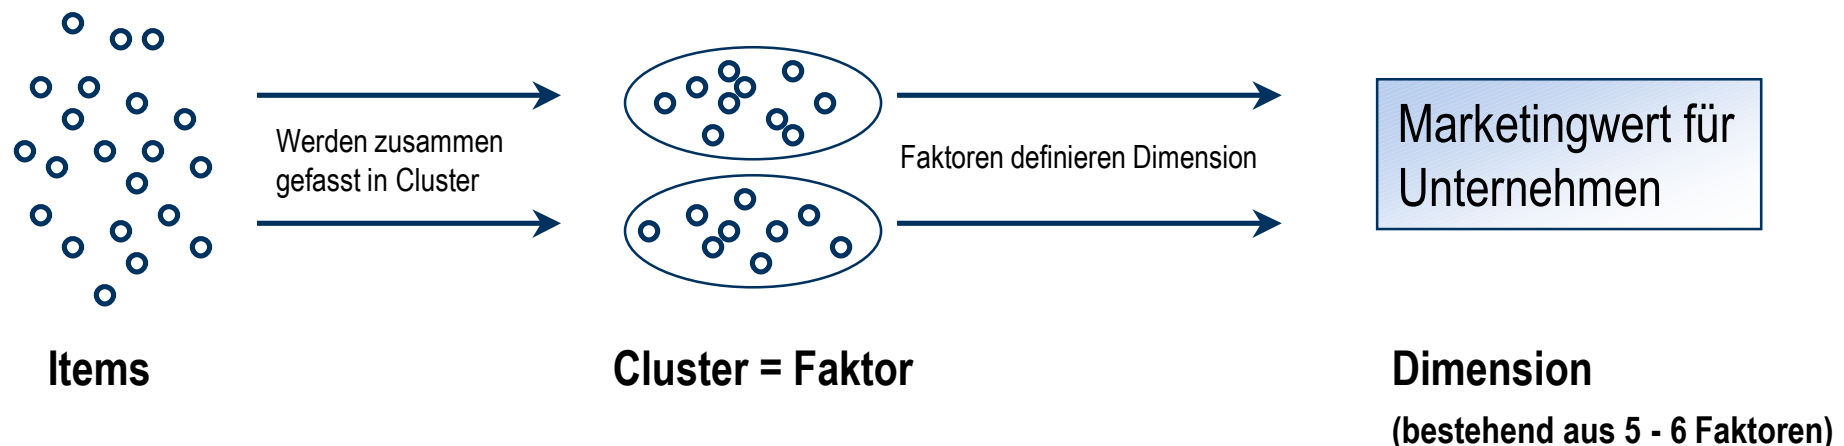 Werden zusammen
gefasst in Cluster
Faktoren definieren Dimension
Marketingwert für
Unternehmen
Items
Cluster = Faktor
Dimension
(bestehend aus 5 - 6 Faktoren)